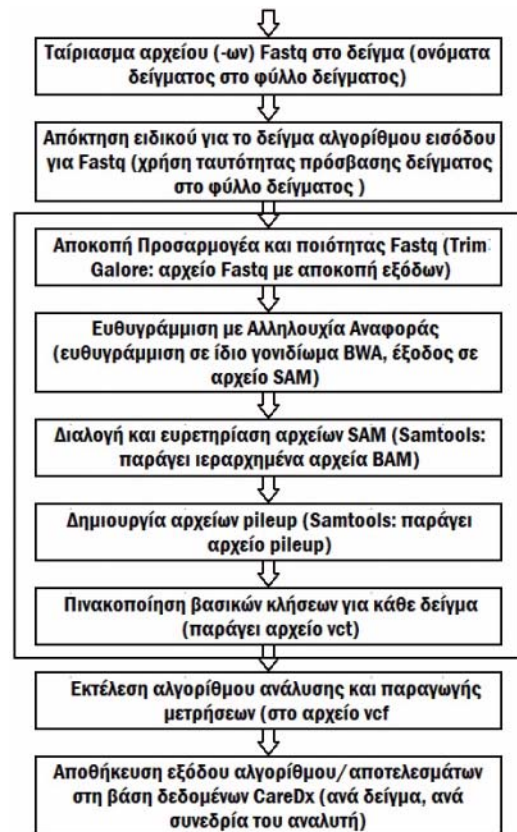 Ταίριασμα αρχείου (-ων) Fastq στο δείγμα (ονόματα
δείγματος στο φύλλο δείγματος)
Απόκτηση ειδικού για το δείγμα αλγορίθμου εισόδου
για Fastq (χρήση ταυτότητας πρόσβασης δείγματος
στο φύλλο δείγματος )
Αποκοπή Προσαρμογέα και ποιότητας Fastq (Trim
Galore: αρχείο Fastq με αποκοπή εξόδων)
Ευθυγράμμιση με Αλληλουχία Αναφοράς
(ευθυγράμμιση σε ίδιο γονιδίωμα BWA, έξοδος σε
αρχείο SAM)
Διαλογή και ευρετηρίαση αρχείων SAM (Samtools:
παράγει ιεραρχημένα αρχεία BAM)
Δημιουργία αρχείων pileup (Samtools: παράγει
αρχείο pileup)
Πινακοποίηση βασικών κλήσεων για κάθε δείγμα
(παράγει αρχείο vct)
Εκτέλεση αλγορίθμου ανάλυσης και παραγωγής
μετρήσεων (στο αρχείο vcf
Αποθήκευση εξόδου αλγορίθμου/αποτελεσμάτων
στη βάση δεδομένων CareDx (ανά δείγμα, ανά
συνεδρία του αναλυτή)